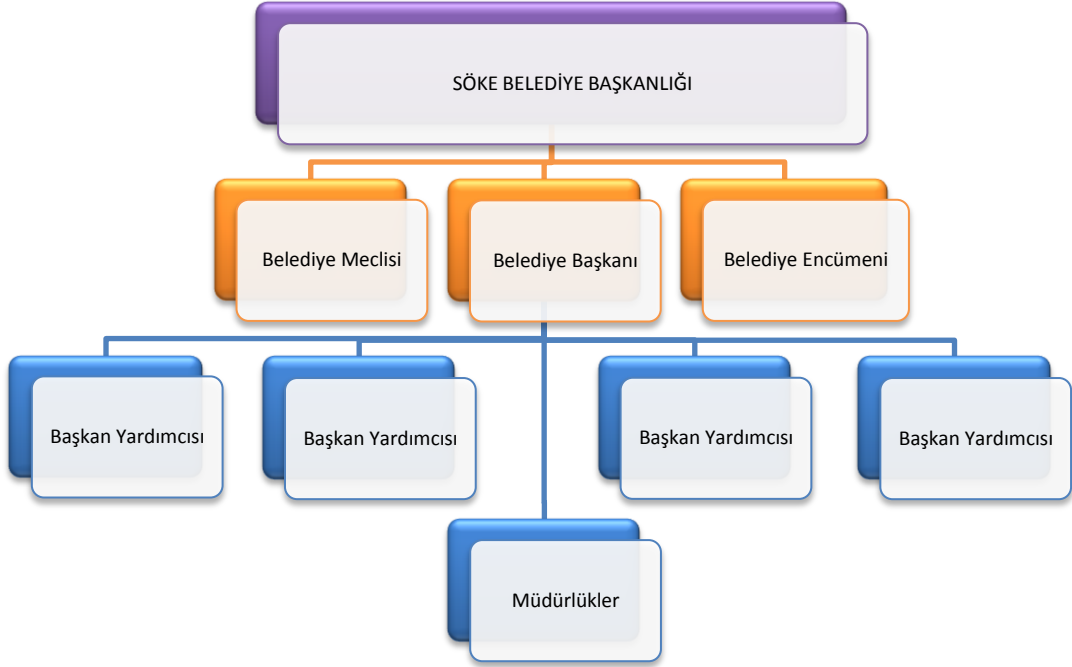 SÖKE BELEDİYE BAŞKANLIĞI
Belediye Meclisi
Belediye Başkanı
Belediye Encümeni
Başkan Yardımcısı
Başkan Yardımcısı
Başkan Yardımcısı
Başkan Yardımcısı
Müdürlükler